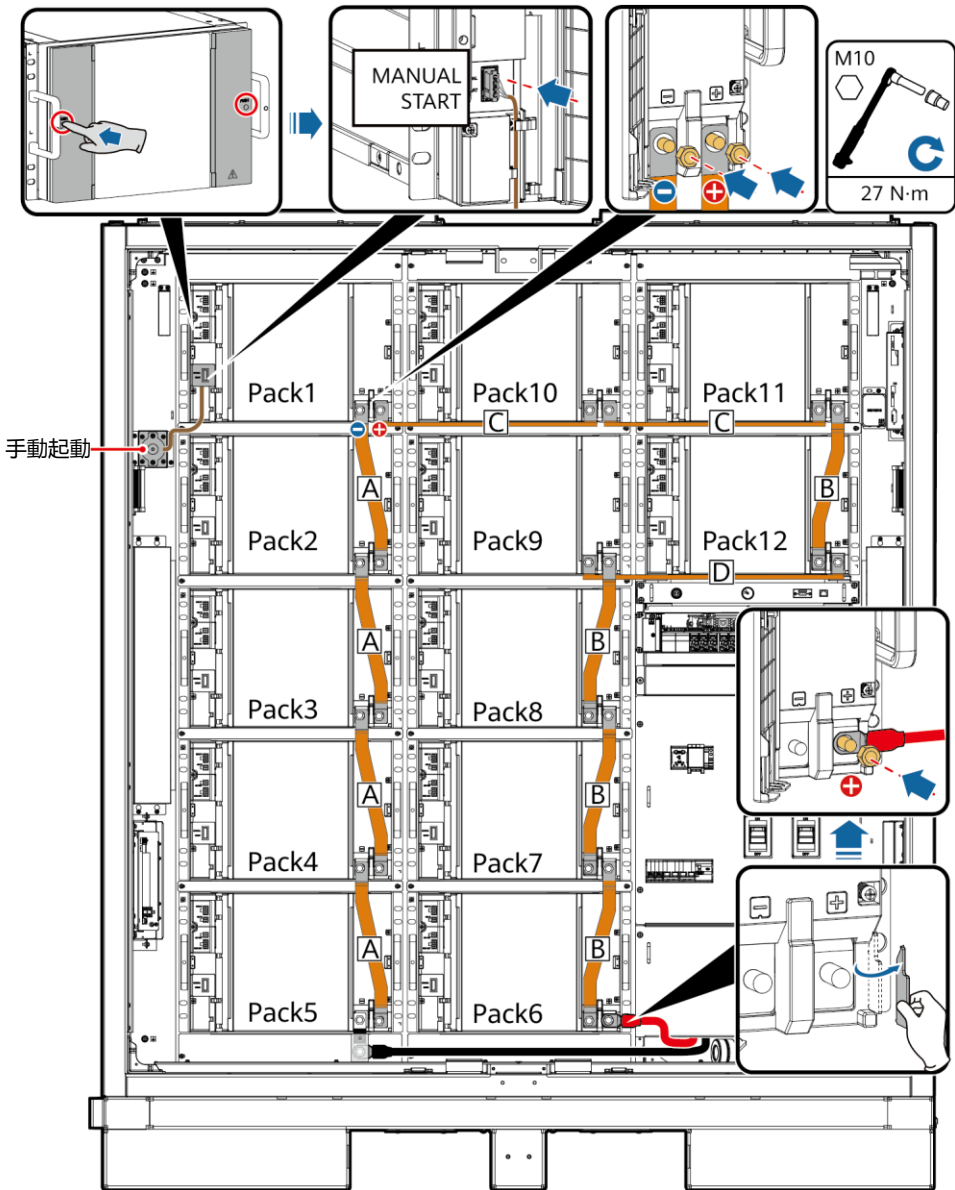 MANUAL
START
M10
27 N·m
Pack1
Pack10
Pack11
C
C
手動起動
A
B
Pack2
Pack9
Pack12
D
A
B
Pack3
Pack8
A
B
Pack4
Pack7
A
B
Pack5
Pack6